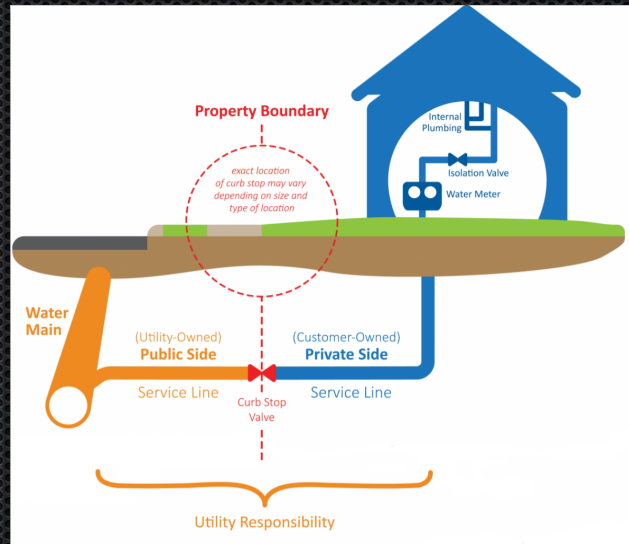 Property Boundary
exact location
of curb stop may vary
depending on size and
type of location
Internal
Plumbing
Isolation Valve
Water Meter
Water
Main
(Utility-Owned)
Public Side
Service Line
(Customer-Owned)
Private Side
Service Line
Curb Stop
Valve
Utility Responsibility